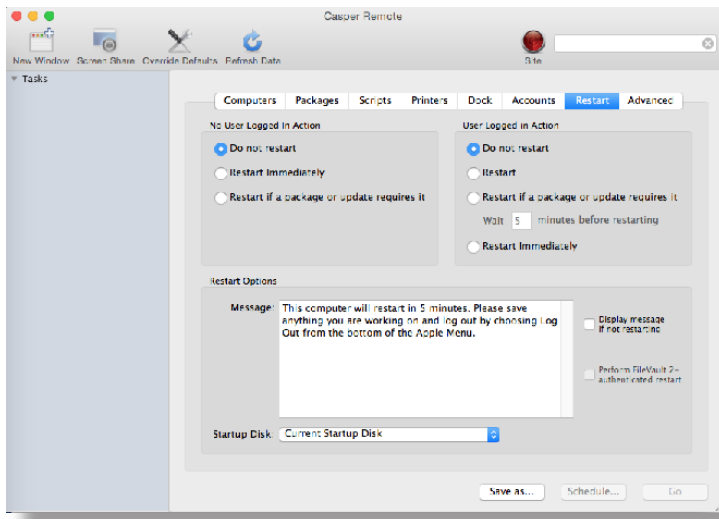 Casper Remote
New Window Screen Share Override Defaults Refresh Data Site
Tasks
Computers Packages Scripts Printers Dock Accounts Restart Advanced
No User Logged In Action
Do not restart
Restart Immediately
Restart if a package or update requires it
User Logged in Action
Do not restart
Restart
Restart if a package or update requires it
Wait 5 minutes before restarting
Restart Immediately
Restart Options
Message:
This computer will restart in 5 minutes. Please save
anything you are working on and log out by choosing Log
Out from the bottom of the Apple Menu.
Display message
if not restarting
Perform FileVault 2-
authenticated restart
Startup Disk: Current Startup Disk
Save as... Schedule... Go